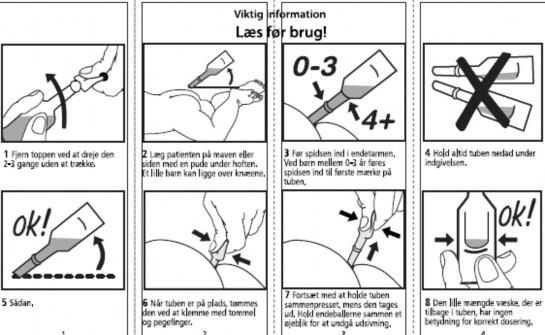 Viktig information
Læs før brug!
0-3
4+
1 Fjern toppen ved at dreje den
2-3 gange uden at trække.
2 Læg patienten på maven eller
siden med en pude under hoften.
Et lille barn kan ligge over knæene.
3 Før spidsen ind i endetarmen.
Ved børn mellem 0-3 år føres
spidsen ind til første mærke på
tuben.
4 Hold altid tuben nedad under
indgivelsen.
OK!
5 Sådan.
6 Når tuben er på plads, tømmes
den ved at klemme med tommel
og pegefinger.
7 Fortsæt med at holde tuben
sammenpresset, mens den tages
ud. Hold endeballerne sammen et
øjeblik for at undgå udsivning.
OK!
8 Den lille mængde væske, der er
tilbage i tuben, har ingen
betydning for korrekt dosering.